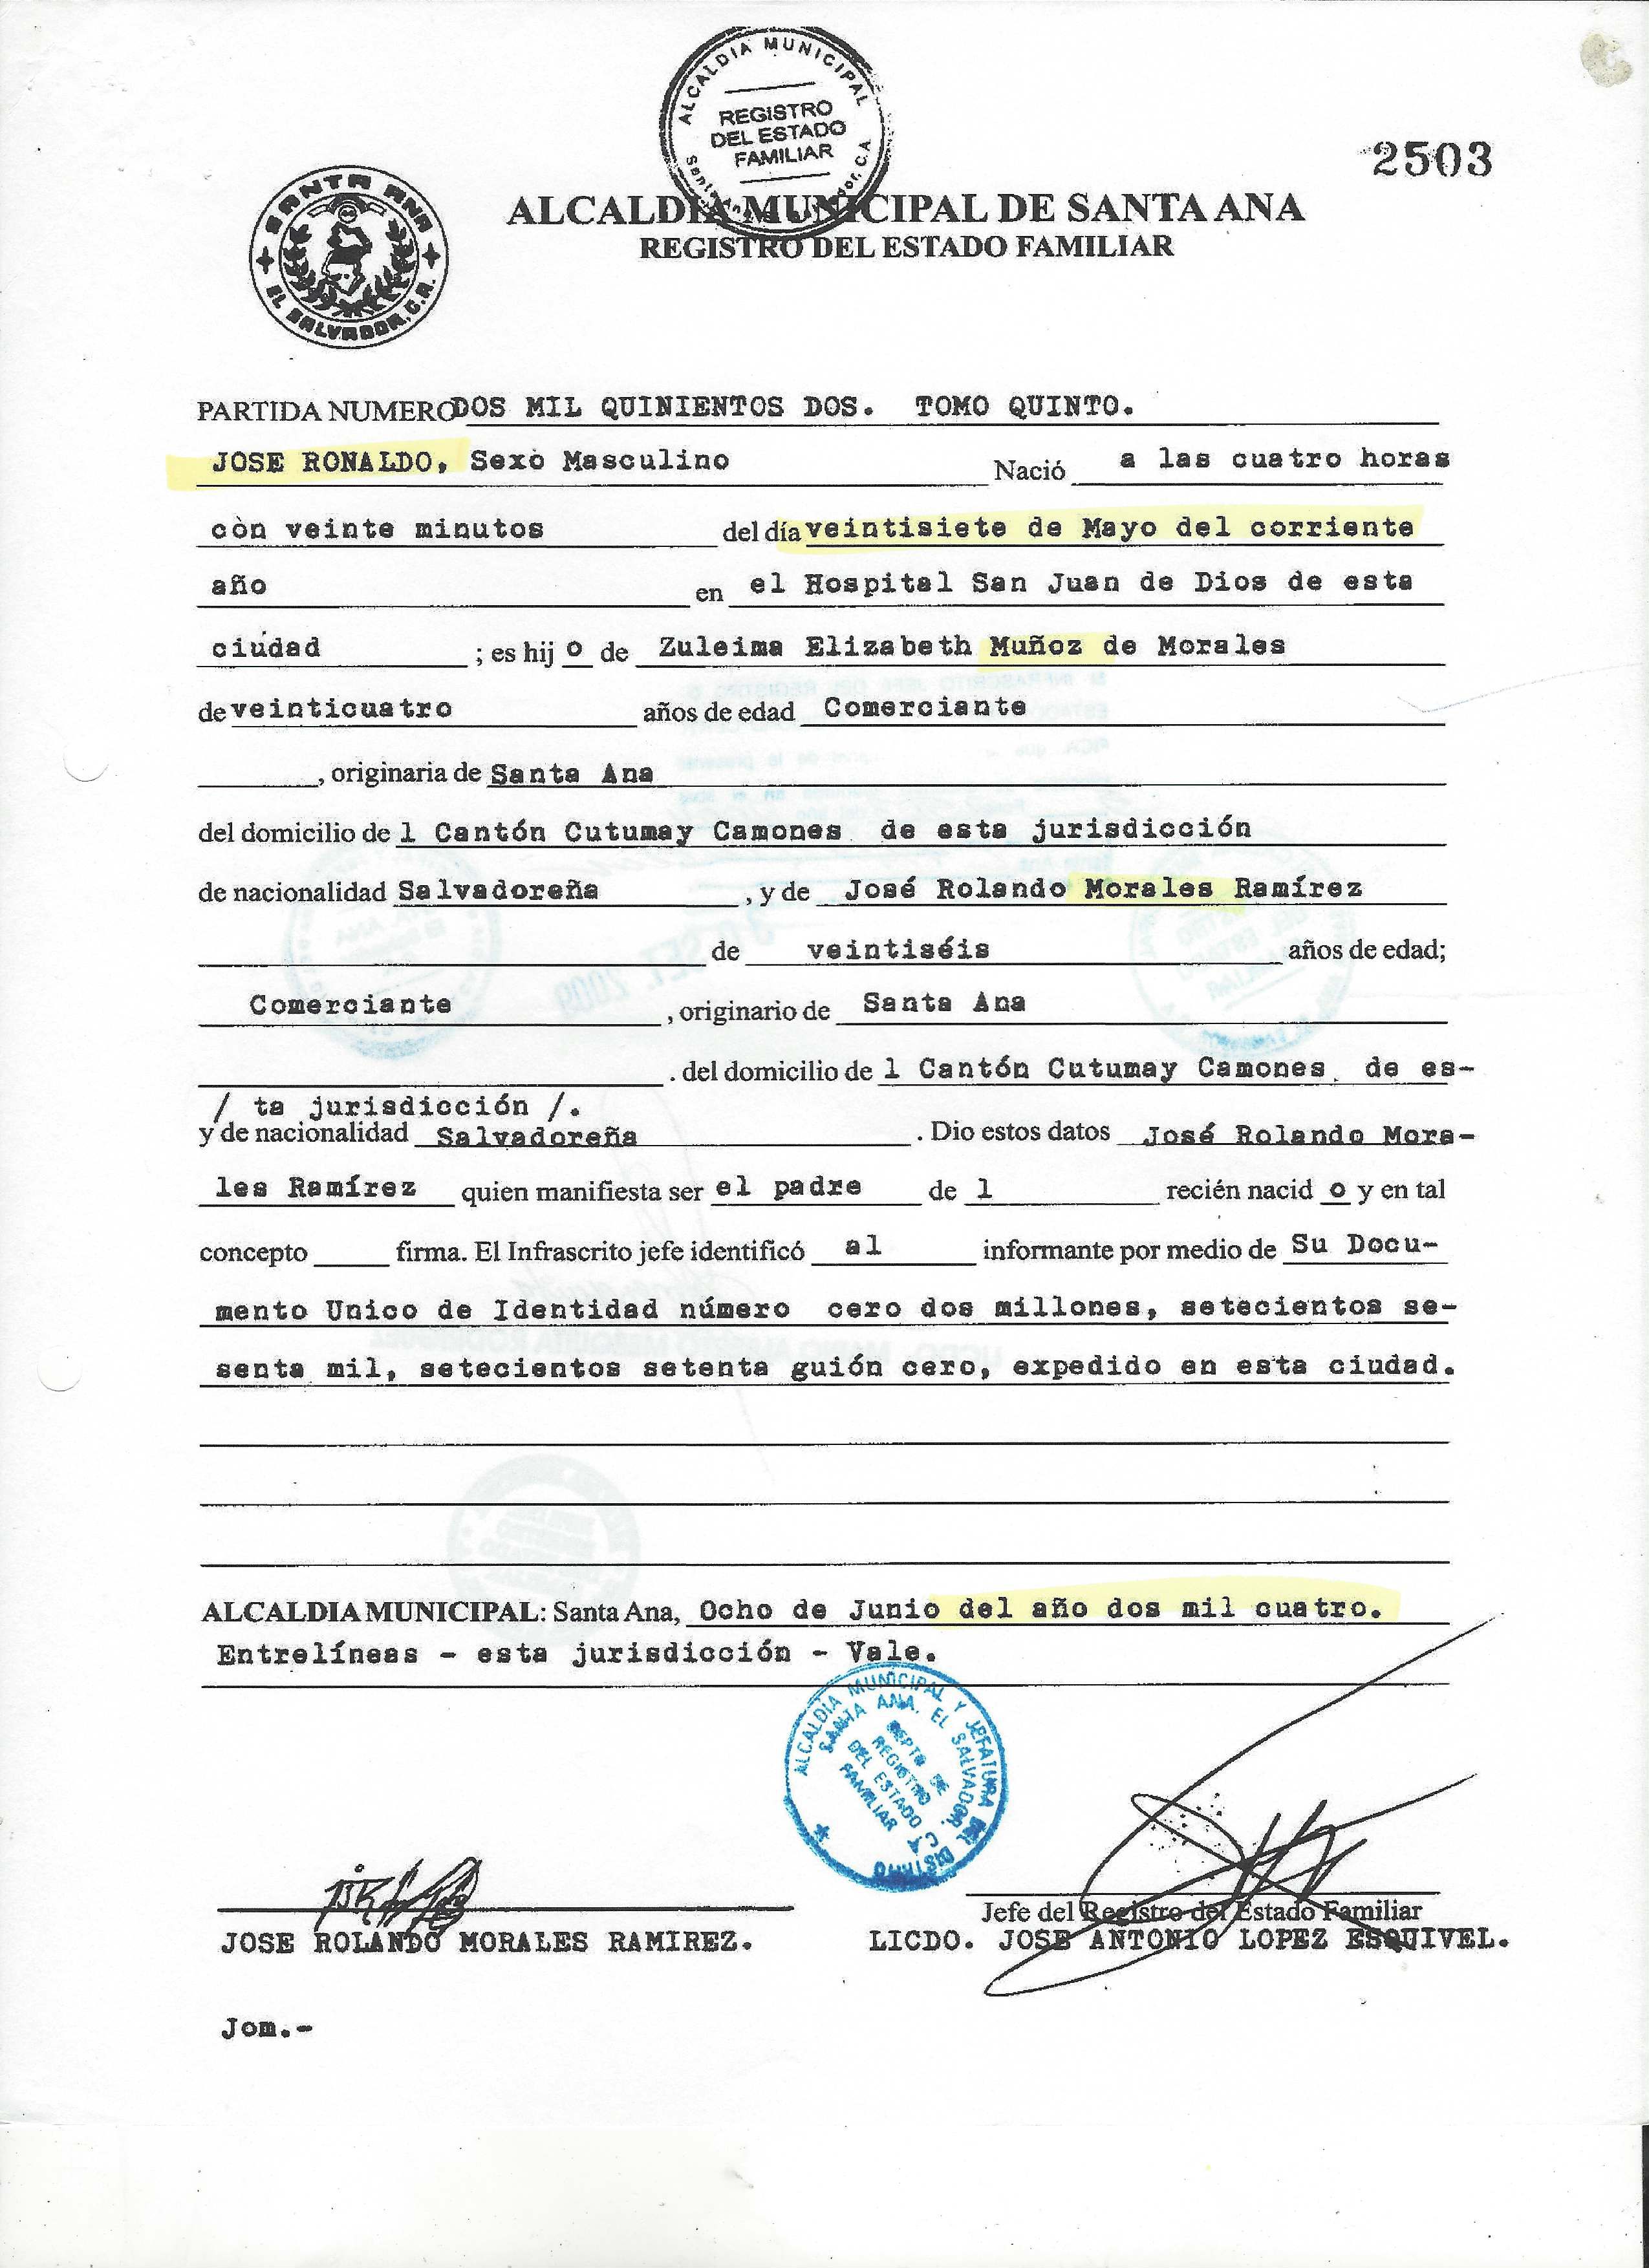 ALCALDIA MUNICIPAL
REGISTRO
DEL ESTADO
FAMILIAR
2503
SANTA ANA
EL SALVADOR, C.A.
ALCALDIA MUNICIPAL DE SANTA ANA
REGISTRO DEL ESTADO FAMILIAR
PARTIDA NUMERO DOS MIL QUINIENTOS DOS. TOMO QUINTO.
JOSE RONALDO, Sexo Masculino Nació a las cuatro horas
còn veinte minutos del día veintisiete de Mayo del corriente
año en el Hospital San Juan de Dios de esta
ciudad ; es hij o de Zuleima Elizabeth Muñoz de Morales
de veinticuatro años de edad Comerciante
, originaria de Santa Ana
del domicilio de l Cantón Cutumay Camones de esta jurisdicción
de nacionalidad Salvadoreña , y de José Rolando Morales Ramírez
de veintiséis años de edad;
Comerciante , originario de Santa Ana
. del domicilio de l Cantón Cutumay Camones de es-
/ ta jurisdicción /.
y de nacionalidad Salvadoreña . Dio estos datos José Rolando Mora-
les Ramírez quien manifiesta ser el padre de l recién nacid o y en tal
concepto firma. El Infrascrito jefe identificó al informante por medio de Su Docu-
mento Unico de Identidad número cero dos millones, setecientos se-
senta mil, setecientos setenta guión cero, expedido en esta ciudad.
ALCALDIA MUNICIPAL: Santa Ana, Ocho de Junio del año dos mil cuatro.
Entrelíneas - esta jurisdicción - Vale.
ALCALDIA MUNICIPAL Y JEFATURA DEL DISTRITO
SANTA ANA, EL SALVADOR, C.A.
DEPTO DE
REGISTRO
DEL ESTADO
FAMILIAR
Jefe del Registro del Estado Familiar
JOSE ROLANDO MORALES RAMIREZ. LICDO. JOSE ANTONIO LOPEZ ESQUIVEL.
Jom.-